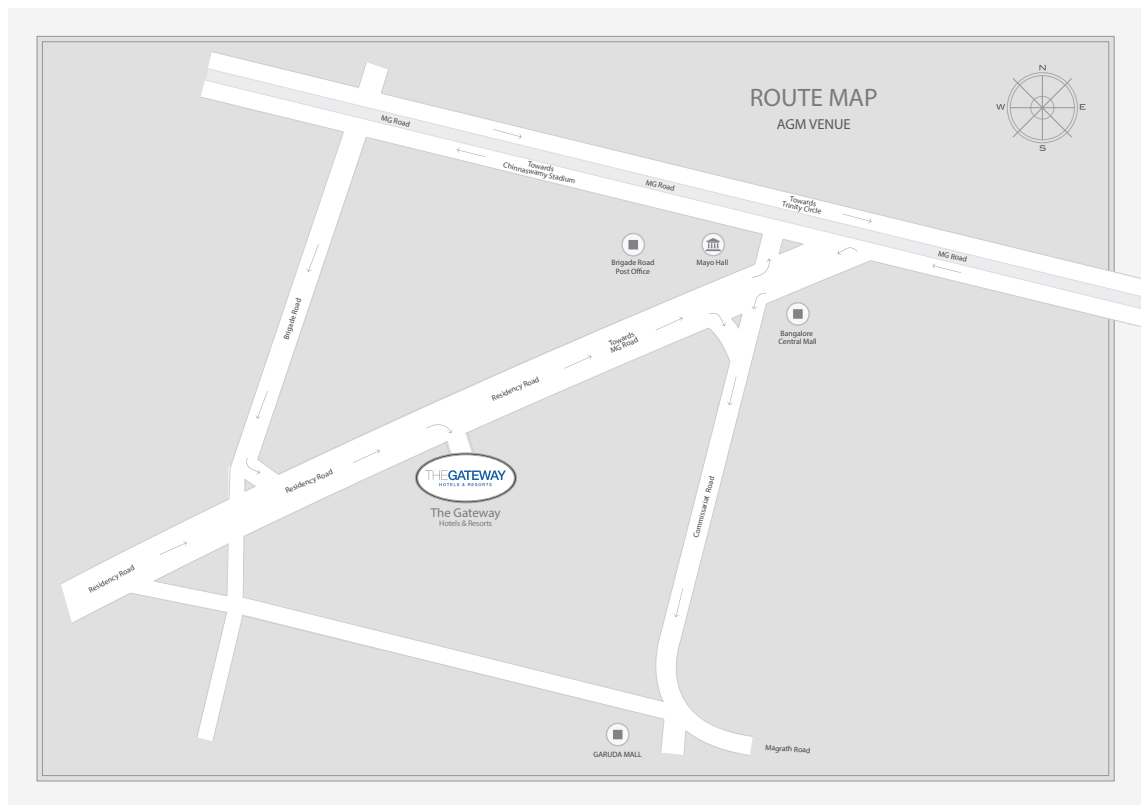 ROUTE MAP
AGM VENUE
N
W
E
S
MG Road
Towards
Chinnaswamy Stadium
MG Road
Towards
Trinity Circle
MG Road
Brigade Road
Post Office
Mayo Hall
Bangalore
Central Mall
Brigade Road
Towards
MG Road
Residency Road
Residency Road
THE GATEWAY
HOTELS & RESORTS
The Gateway
Hotels & Resorts
Commissariat Road
Residency Road
GARUDA MALL
Magrath Road